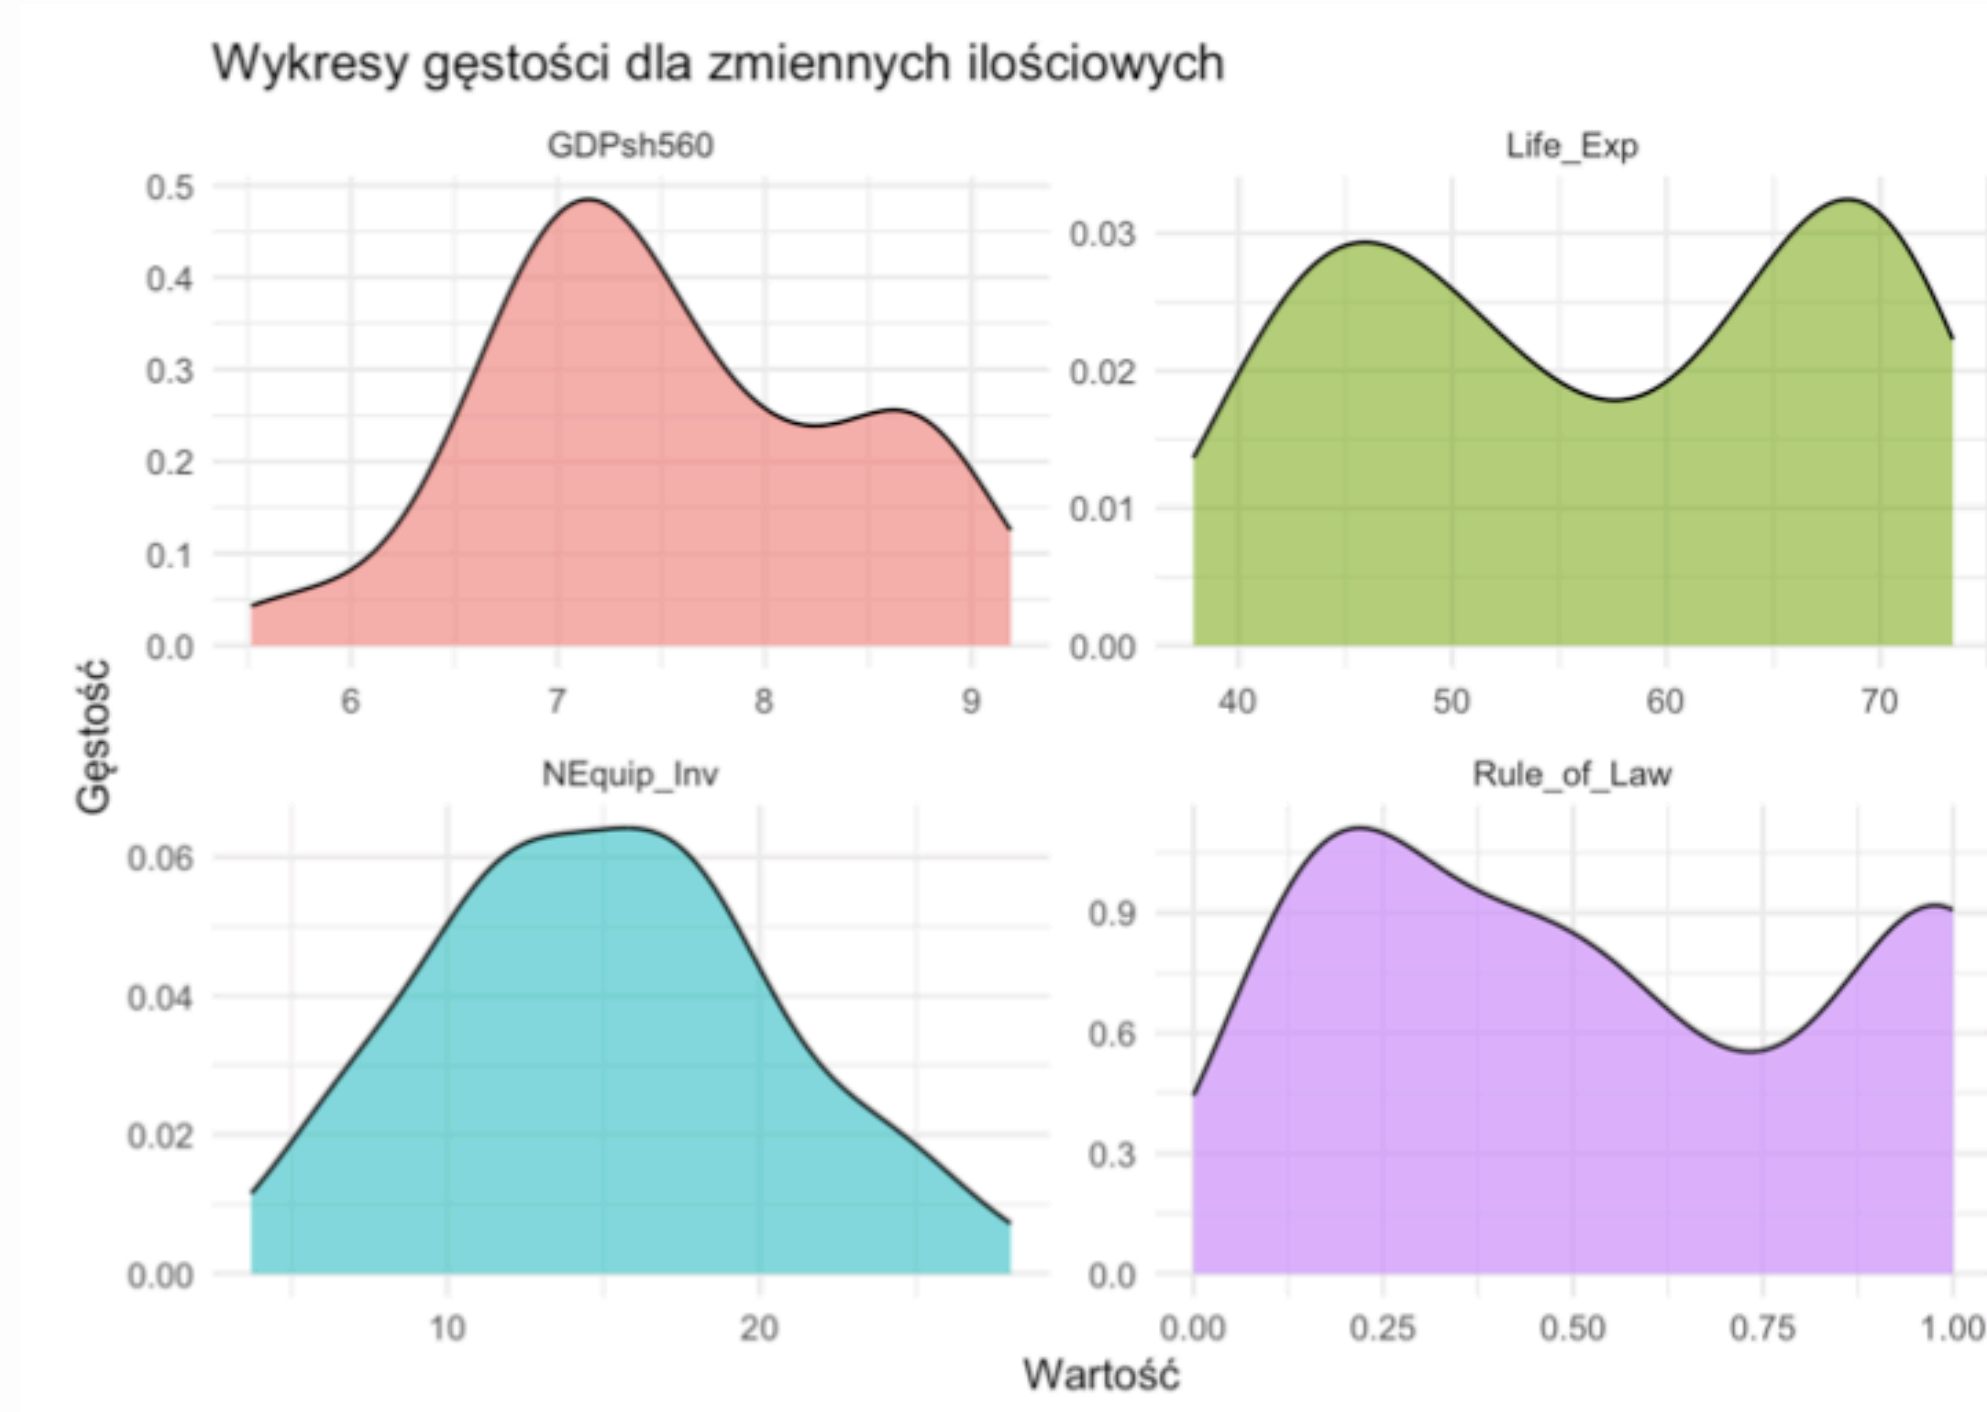 Wykresy gęstości dla zmiennych ilościowych
GDPsh560
Life_Exp
0.5
0.4
0.3
0.2
0.1
0.0
6 7 8 9
0.03
0.02
0.01
0.00
40 50 60 70
Gęstość
NEquip_Inv
Rule_of_Law
0.06
0.04
0.02
0.00
10 20
0.9
0.6
0.3
0.0
0.00 0.25 0.50 0.75 1.00
Wartość